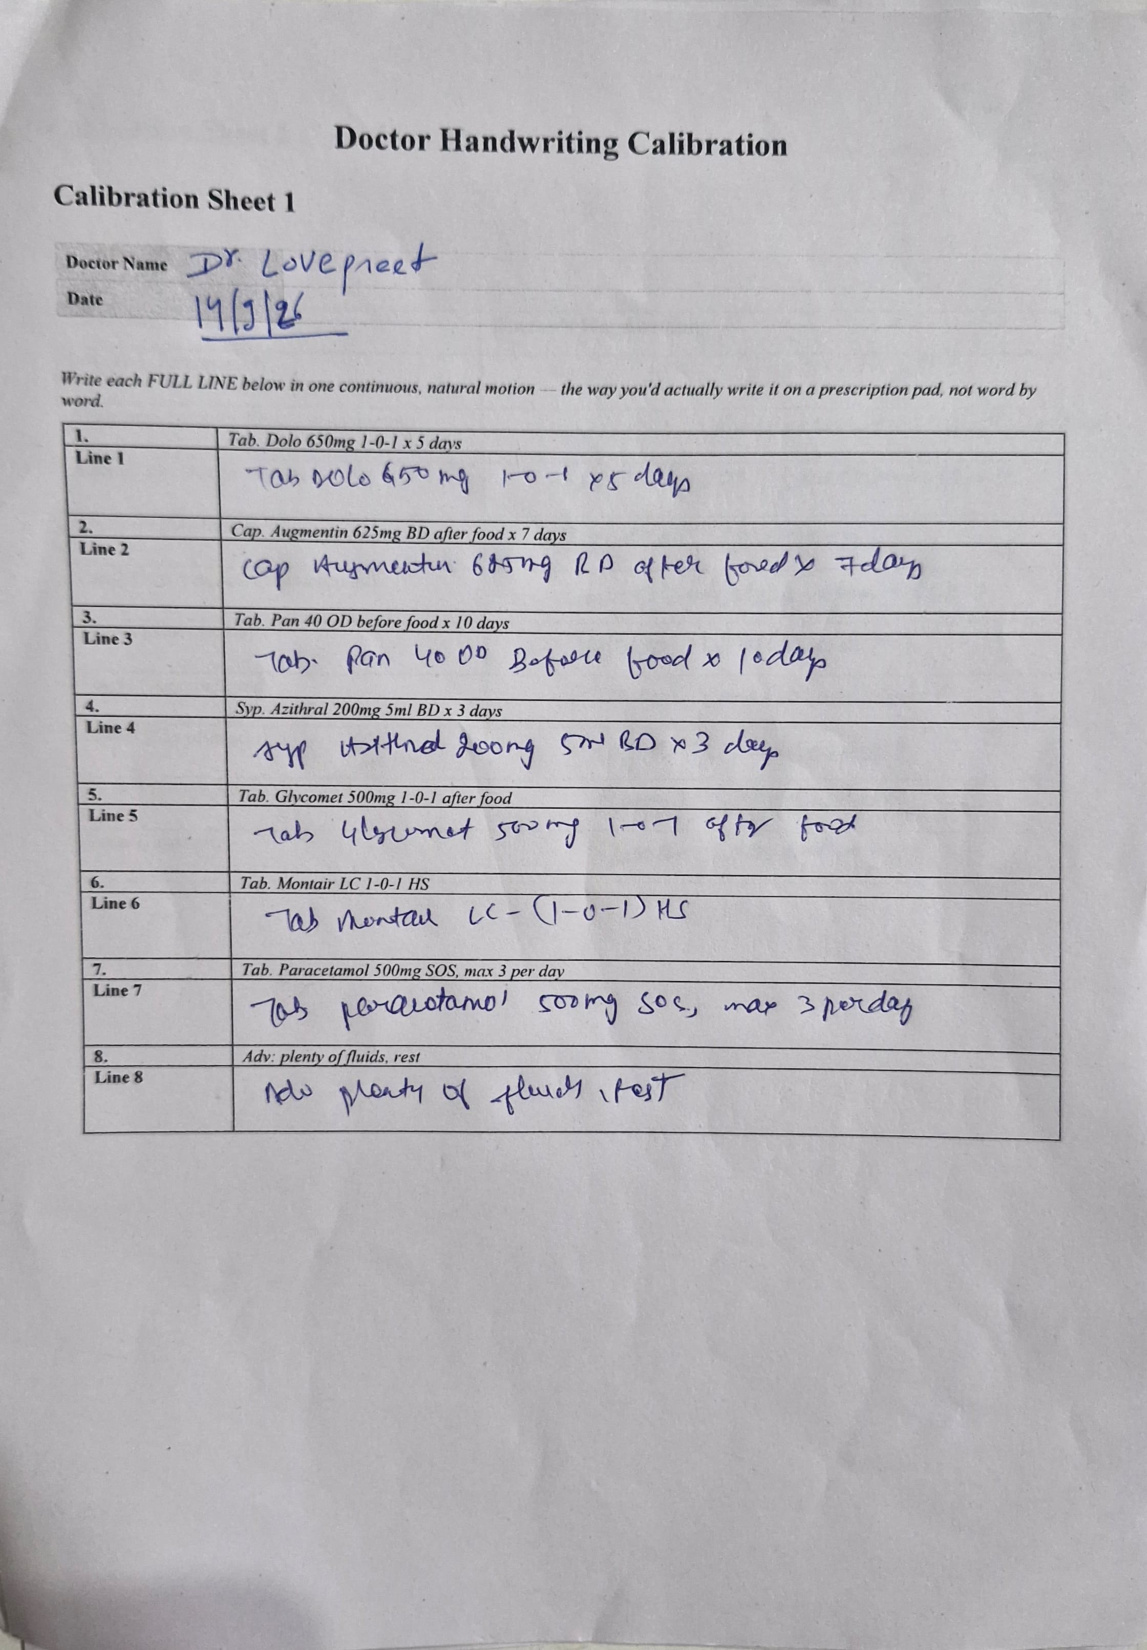 Doctor Handwriting Calibration
Calibration Sheet 1
Doctor Name Dr. Lovepreet
Date 14/9/26
Write each FULL LINE below in one continuous, natural motion — the way you'd actually write it on a prescription pad, not word by
word.
1. Tab. Dolo 650mg 1-0-1 x 5 days
Line 1 Tab Dolo 650 mg 1-0-1 x5 days
2. Cap. Augmentin 625mg BD after food x 7 days
Line 2 Cap Augmentin 625mg BD after food x 7days
3. Tab. Pan 40 OD before food x 10 days
Line 3 Tab. Pan 40 OD Before food x 10days
4. Syp. Azithral 200mg 5ml BD x 3 days
Line 4 syp Azithral 200mg 5ml BD x 3 days
5. Tab. Glycomet 500mg 1-0-1 after food
Line 5 Tab Glycomet 500mg 1-0-1 after food
6. Tab. Montair LC 1-0-1 HS
Line 6 Tab Montair LC - (1-0-1) HS
7. Tab. Paracetamol 500mg SOS, max 3 per day
Line 7 Tab paracetamol 500mg SOS, max 3 per day
8. Adv: plenty of fluids, rest
Line 8 Adv plenty of fluids, rest